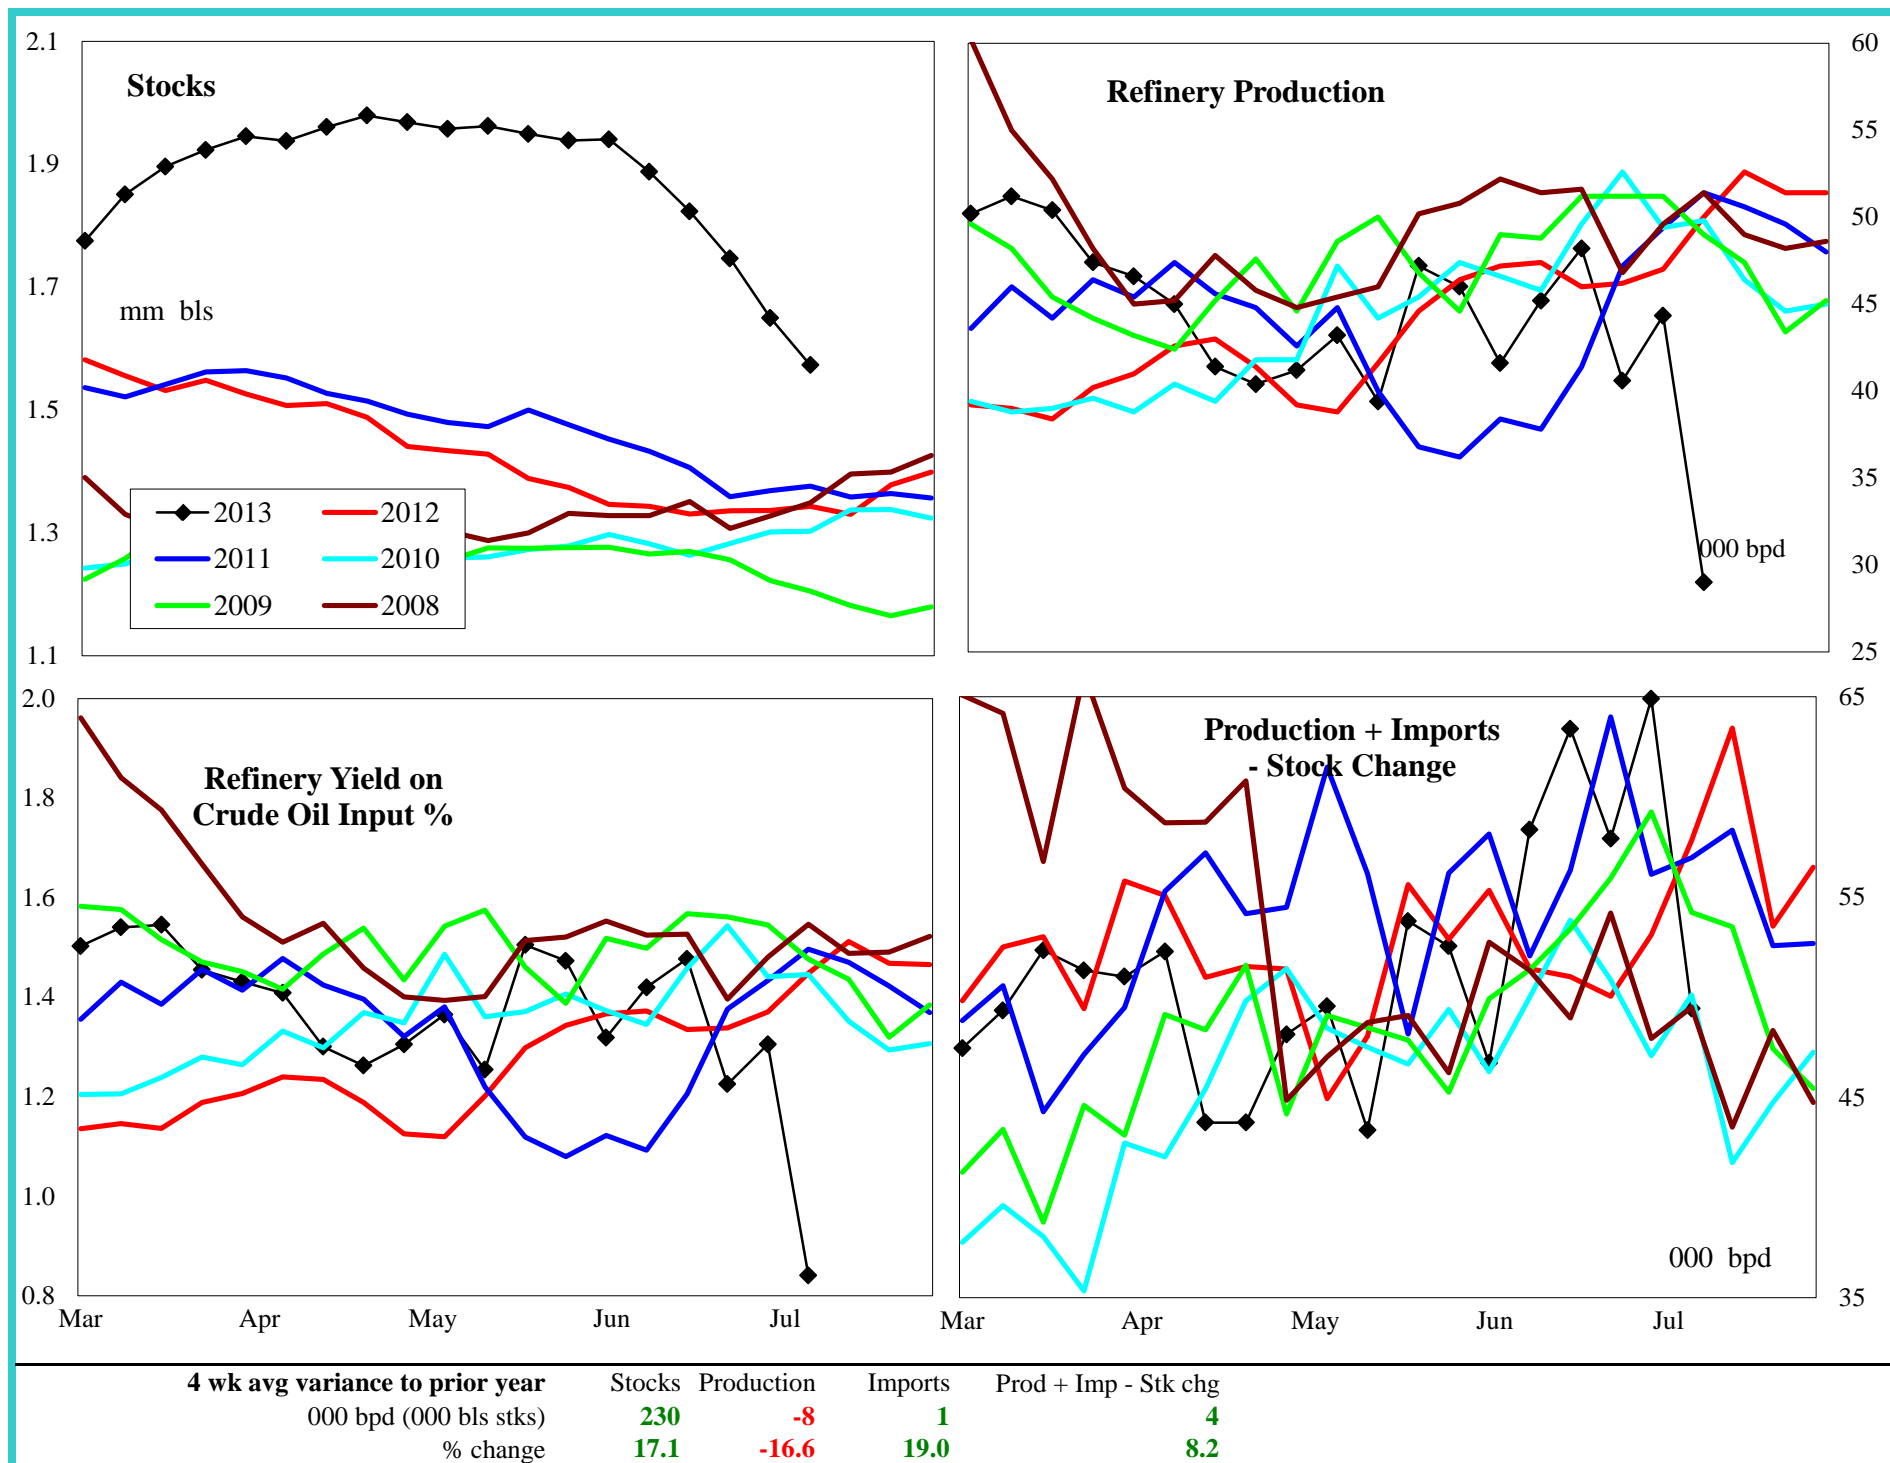 Stocks
mm bls
2.1
1.9
1.7
1.5
1.3
1.1
2013
2012
2011
2010
2009
2008
Refinery Production
000 bpd
60
55
50
45
40
35
30
25
Refinery Yield on
Crude Oil Input %
2.0
1.8
1.6
1.4
1.2
1.0
0.8
Mar Apr May Jun Jul
Production + Imports
- Stock Change
000 bpd
65
55
45
35
Mar Apr May Jun Jul
4 wk avg variance to prior year Stocks Production Imports Prod + Imp - Stk chg
000 bpd (000 bls stks) 230 -8 1 4
% change 17.1 -16.6 19.0 8.2